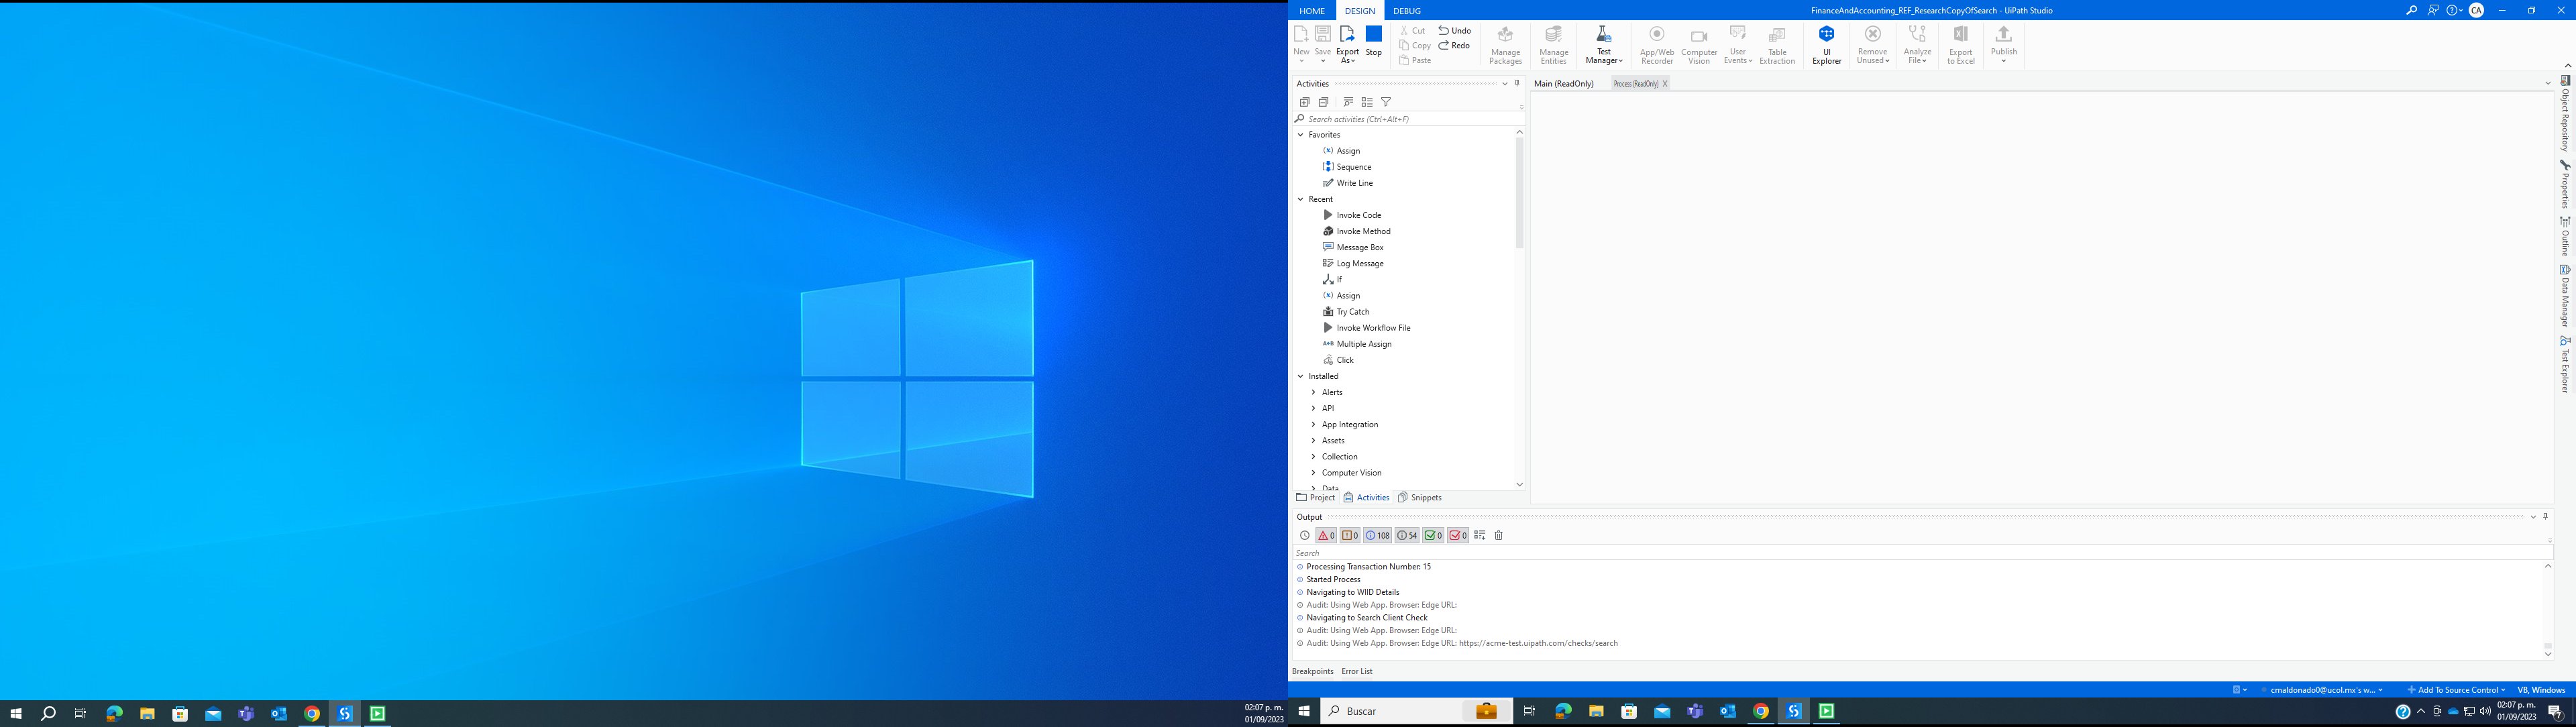 HOME DESIGN DEBUG
FinanceAndAccounting_REF_ResearchCopyOfSearch - UiPath Studio
CA
New Save Export As Stop
Cut Undo
Copy Redo
Paste
Manage Packages
Manage Entities
Test Manager
App/Web Recorder
Computer Vision
User Events
Table Extraction
UI Explorer
Remove Unused
Analyze File
Export to Excel
Publish
Activities
Main (ReadOnly)
Process (ReadOnly) X
Search activities (Ctrl+Alt+F)
Favorites
Assign
Sequence
Write Line
Recent
Invoke Code
Invoke Method
Message Box
Log Message
If
Assign
Try Catch
Invoke Workflow File
Multiple Assign
Click
Installed
Alerts
API
App Integration
Assets
Collection
Computer Vision
Data
Project Activities Snippets
Object Repository
Properties
Outline
Data Manager
Test Explorer
Output
0 0 108 54 0 0
Search
Processing Transaction Number: 15
Started Process
Navigating to WIID Details
Audit: Using Web App. Browser: Edge URL:
Navigating to Search Client Check
Audit: Using Web App. Browser: Edge URL:
Audit: Using Web App. Browser: Edge URL: https://acme-test.uipath.com/checks/search
Breakpoints Error List
cmaldonado0@ucol.mx's w... Add To Source Control VB, Windows
02:07 p. m.
01/09/2023
Buscar
02:07 p. m.
01/09/2023
7